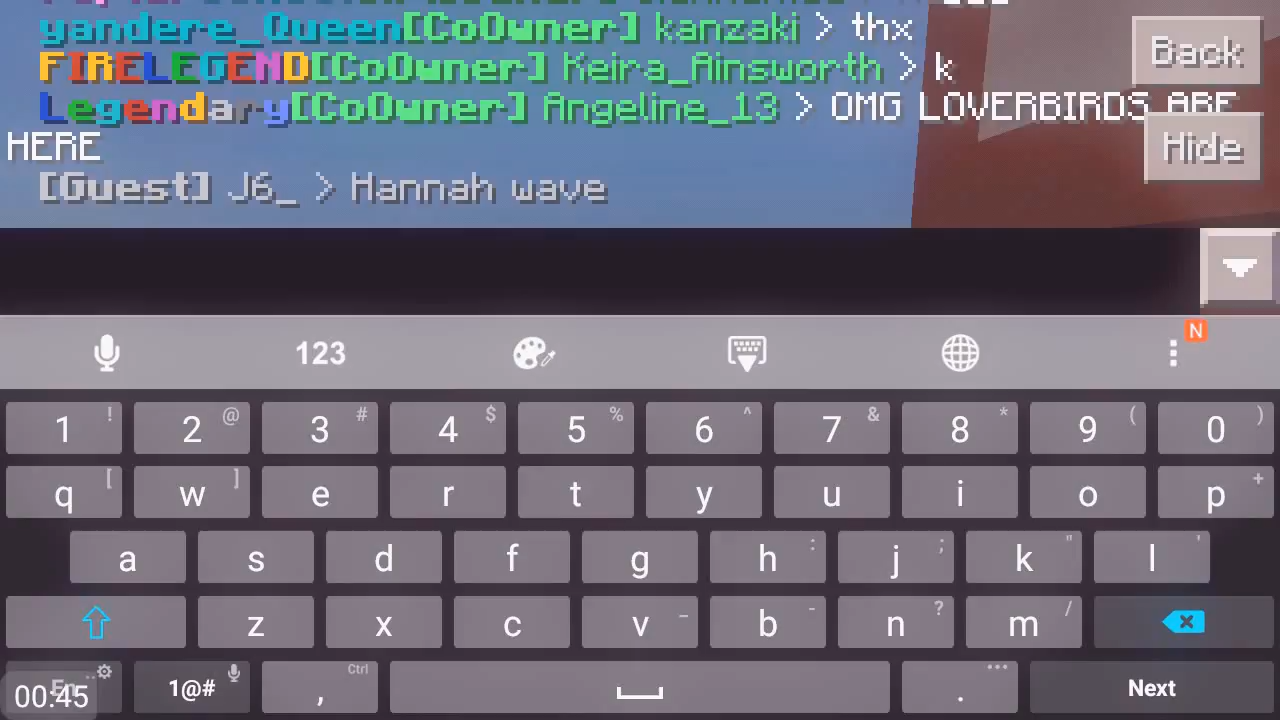 yandere_Queen[CoOwner] kanzaki > thx
FIRELEGEND[CoOwner] Keira_Ainsworth > k
Legendary[CoOwner] Angeline_13 > OMG LOVERBIRDS ARE
HERE
[Guest] J6_ > Hannah wave
Back
Hide
123
N
1 ! 2 @ 3 # 4 $ 5 % 6 ^ 7 & 8 * 9 ( 0 )
q [ w ] e r t y u i o p +
a s d f g h : j ; k " l '
z x c v _ b - n ? m /
En 1@# , Ctrl . ... Next
00:45